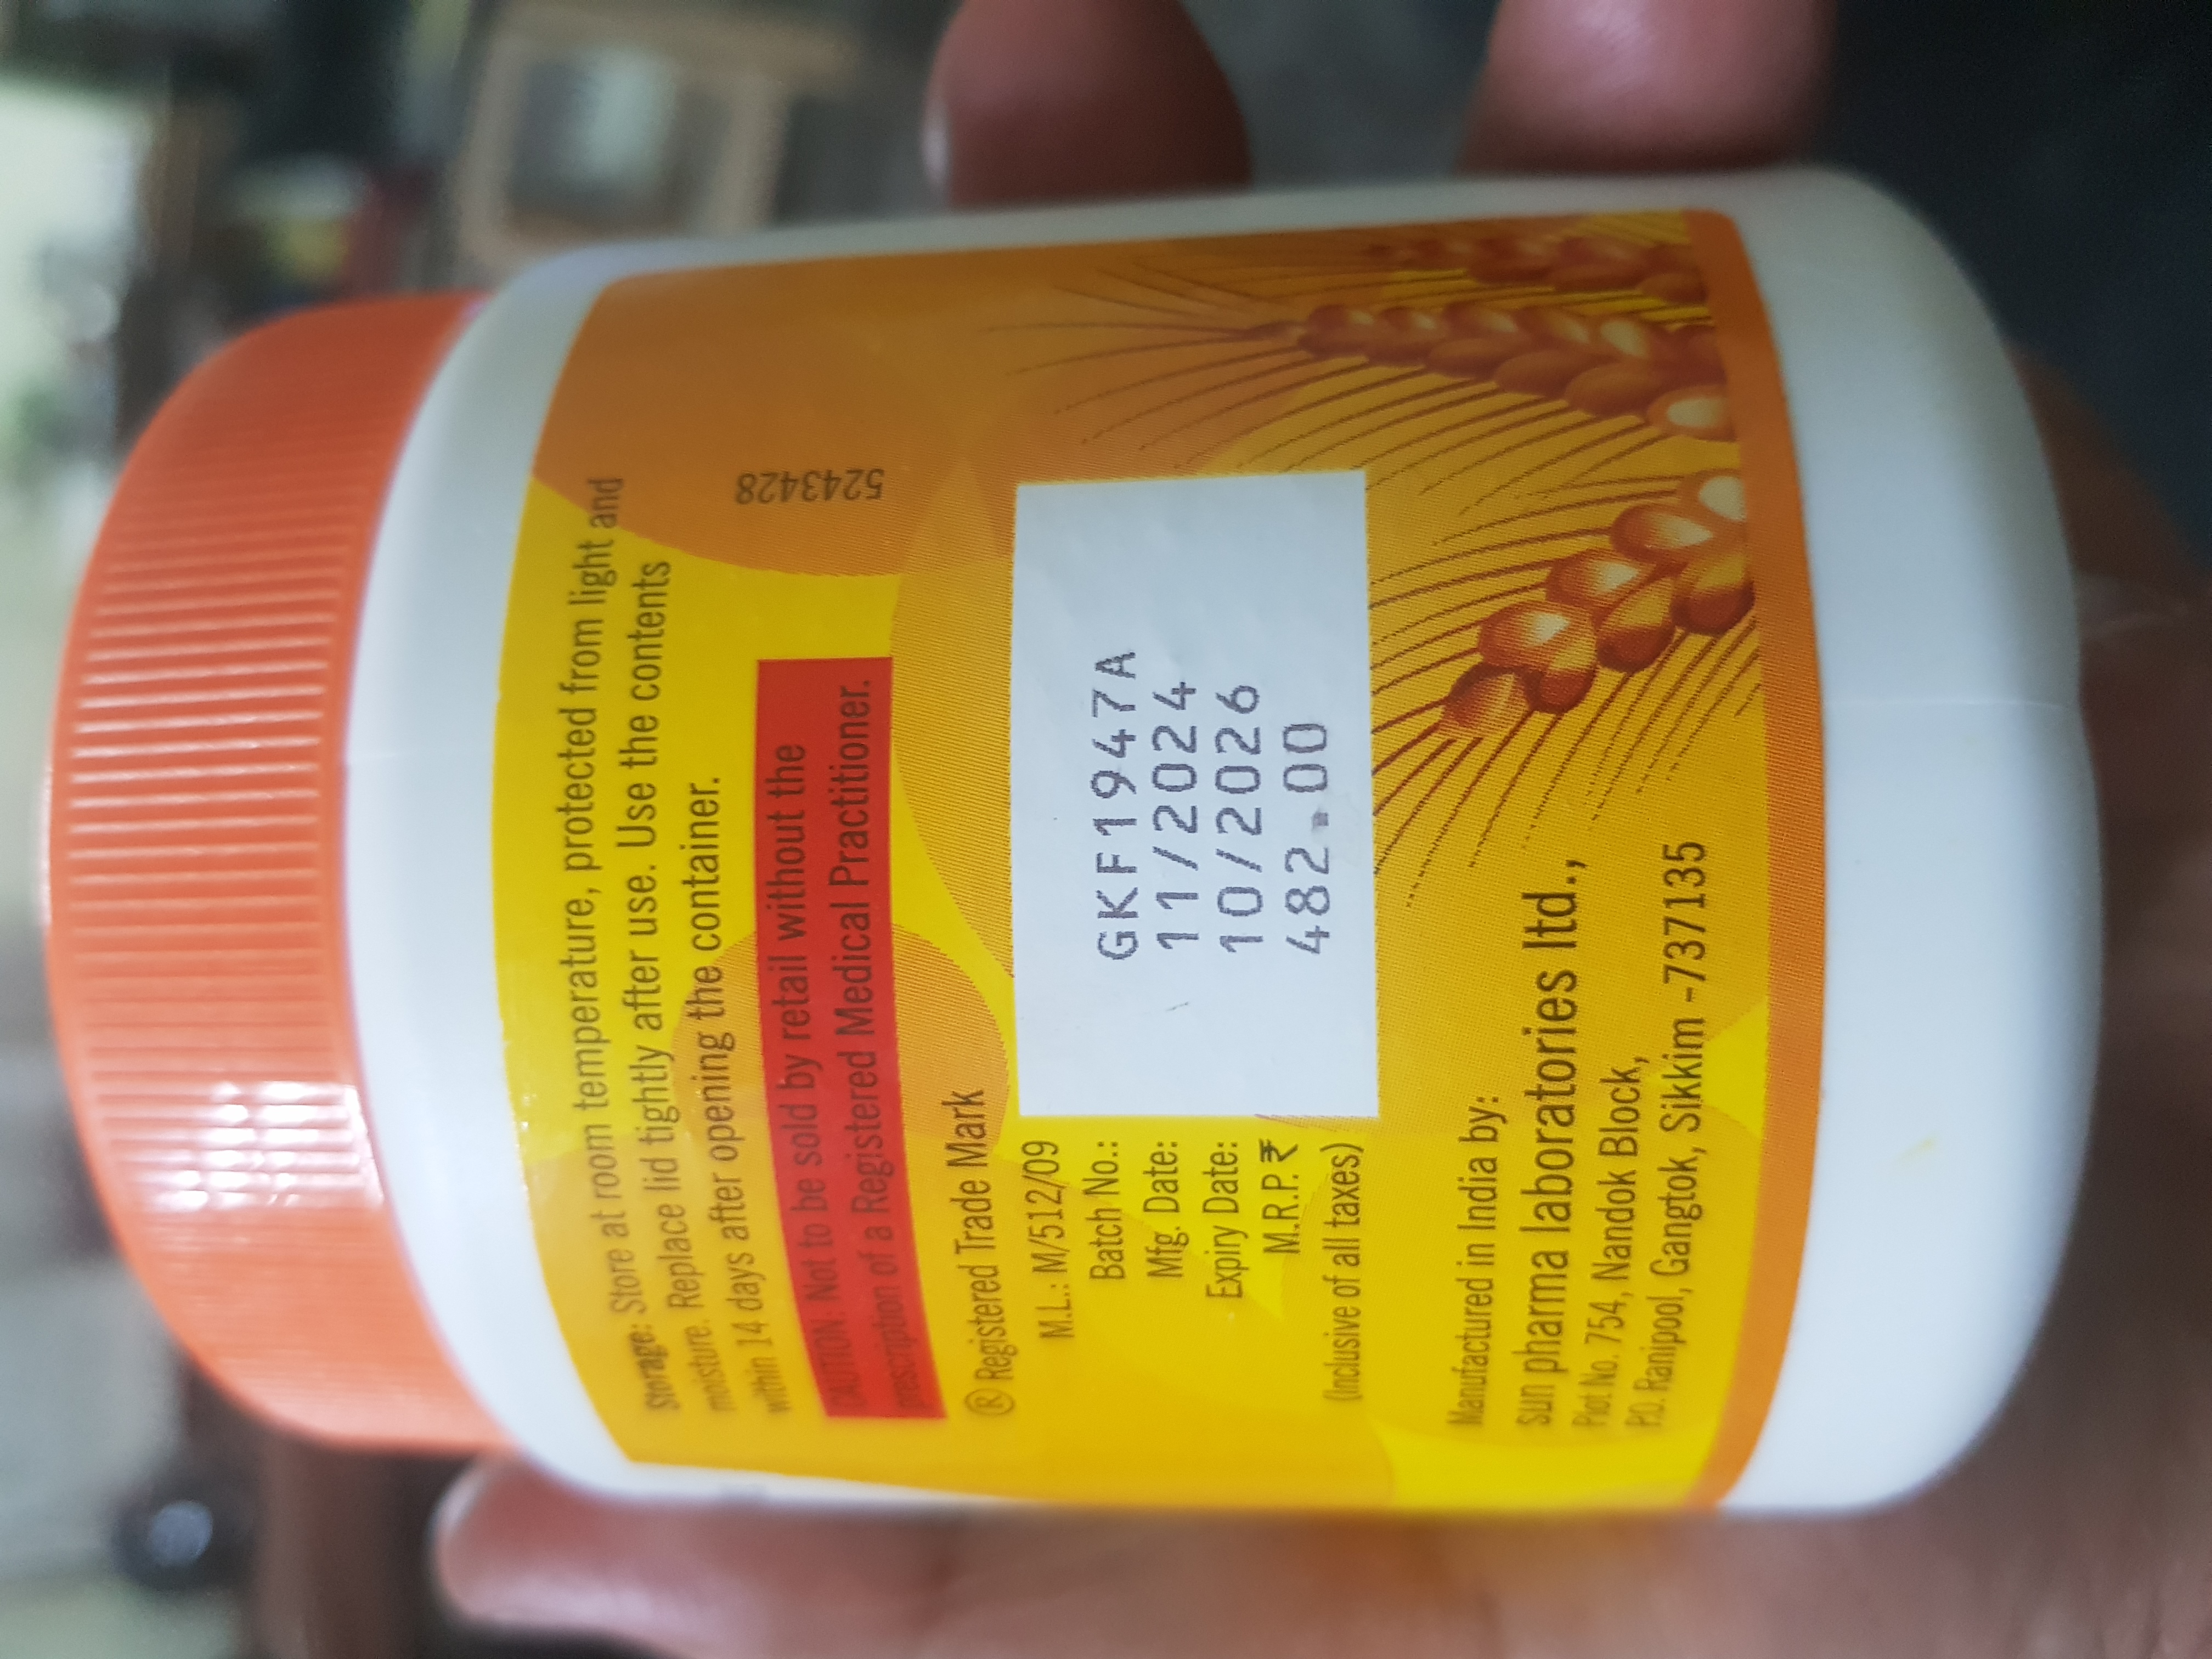 Storage: Store at room temperature, protected from light and
moisture. Replace lid tightly after use. Use the contents
within 14 days after opening the container.
CAUTION: Not to be sold by retail without the
prescription of a Registered Medical Practitioner.
5243428
® Registered Trade Mark
M.L.: M/512/09
Batch No.: GKF1947A
Mfg. Date: 11/2024
Expiry Date: 10/2026
M.R.P. ₹ 482.00
(Inclusive of all taxes)
Manufactured in India by:
sun pharma laboratories ltd.,
Plot No. 754, Nandok Block,
P.O. Ranipool, Gangtok, Sikkim -737135